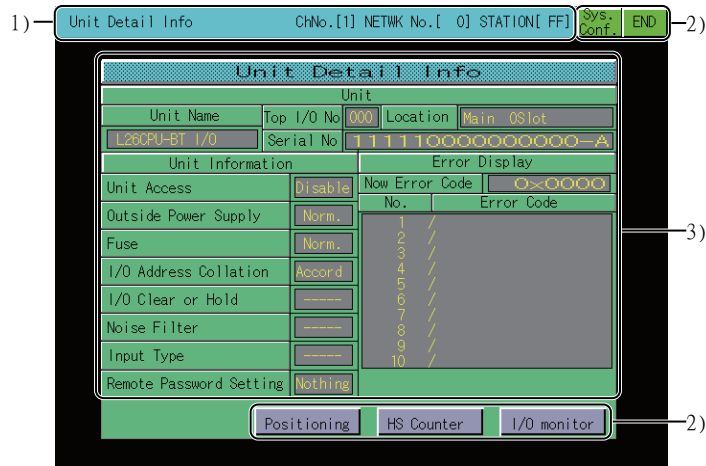 1) Unit Detail Info ChNo.[1] NETWK No.[ 0] STATION[ FF] Sys. Conf. END 2)
Unit Detail Info
Unit
Unit Name Top I/O No 000 Location Main 0Slot
L26CPU-BT I/O Serial No 111110000000000-A
Unit Information Error Display
Unit Access Disable Now Error Code 0x0000
No. Error Code
Outside Power Supply Norm. 1 /
2 /
Fuse Norm. 3 /
3)
I/O Address Collation Accord 4 /
5 /
I/O Clear or Hold ----- 6 /
7 /
Noise Filter ----- 8 /
9 /
Input Type ----- 10 /
Remote Password Setting Nothing
Positioning HS Counter I/O monitor 2)